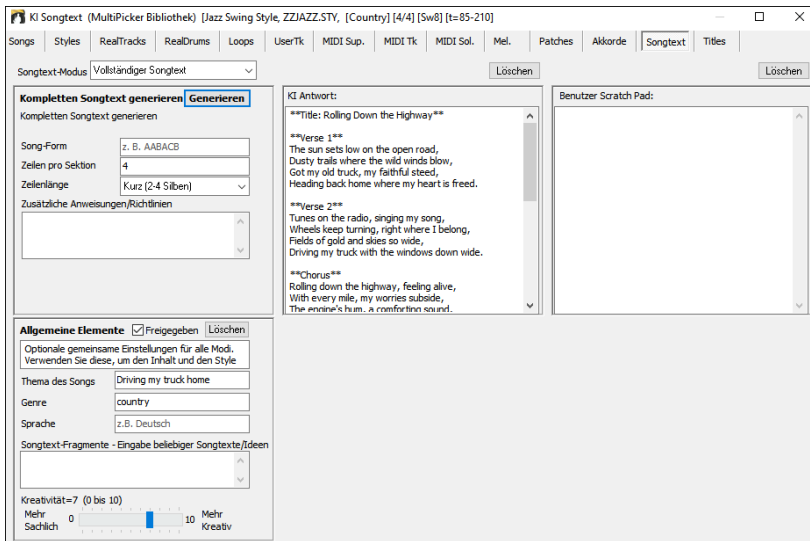 KI Songtext (MultiPicker Bibliothek) [Jazz Swing Style, ZZJAZZ.STY, [Country] [4/4] [Sw8] [t=85-210]
Songs Styles RealTracks RealDrums Loops UserTk MIDI Sup. MIDI Tk MIDI Sol. Mel. Patches Akkorde Songtext Titles
Songtext-Modus Vollständiger Songtext Löschen Löschen
Kompletten Songtext generieren Generieren
Kompletten Songtext generieren
Song-Form z. B. AABACB
Zeilen pro Sektion 4
Zeilenlänge Kurz (2-4 Silben)
Zusätzliche Anweisungen/Richtlinien
KI Antwort:
**Title: Rolling Down the Highway**
**Verse 1**
The sun sets low on the open road,
Dusty trails where the wild winds blow,
Got my old truck, my faithful steed,
Heading back home where my heart is freed.
**Verse 2**
Tunes on the radio, singing my song,
Wheels keep turning, right where I belong,
Fields of gold and skies so wide,
Driving my truck with the windows down wide.
**Chorus**
Rolling down the highway, feeling alive,
With every mile, my worries subside,
The engine's hum, a comforting sound,
Benutzer Scratch Pad:
Allgemeine Elemente Freigegeben Löschen
Optionale gemeinsame Einstellungen für alle Modi.
Verwenden Sie diese, um den Inhalt und den Style
Thema des Songs Driving my truck home
Genre country
Sprache z.B. Deutsch
Songtext-Fragmente - Eingabe beliebiger Songtexte/Ideen
Kreativität=7 (0 bis 10)
Mehr Sachlich 0 10 Mehr Kreativ